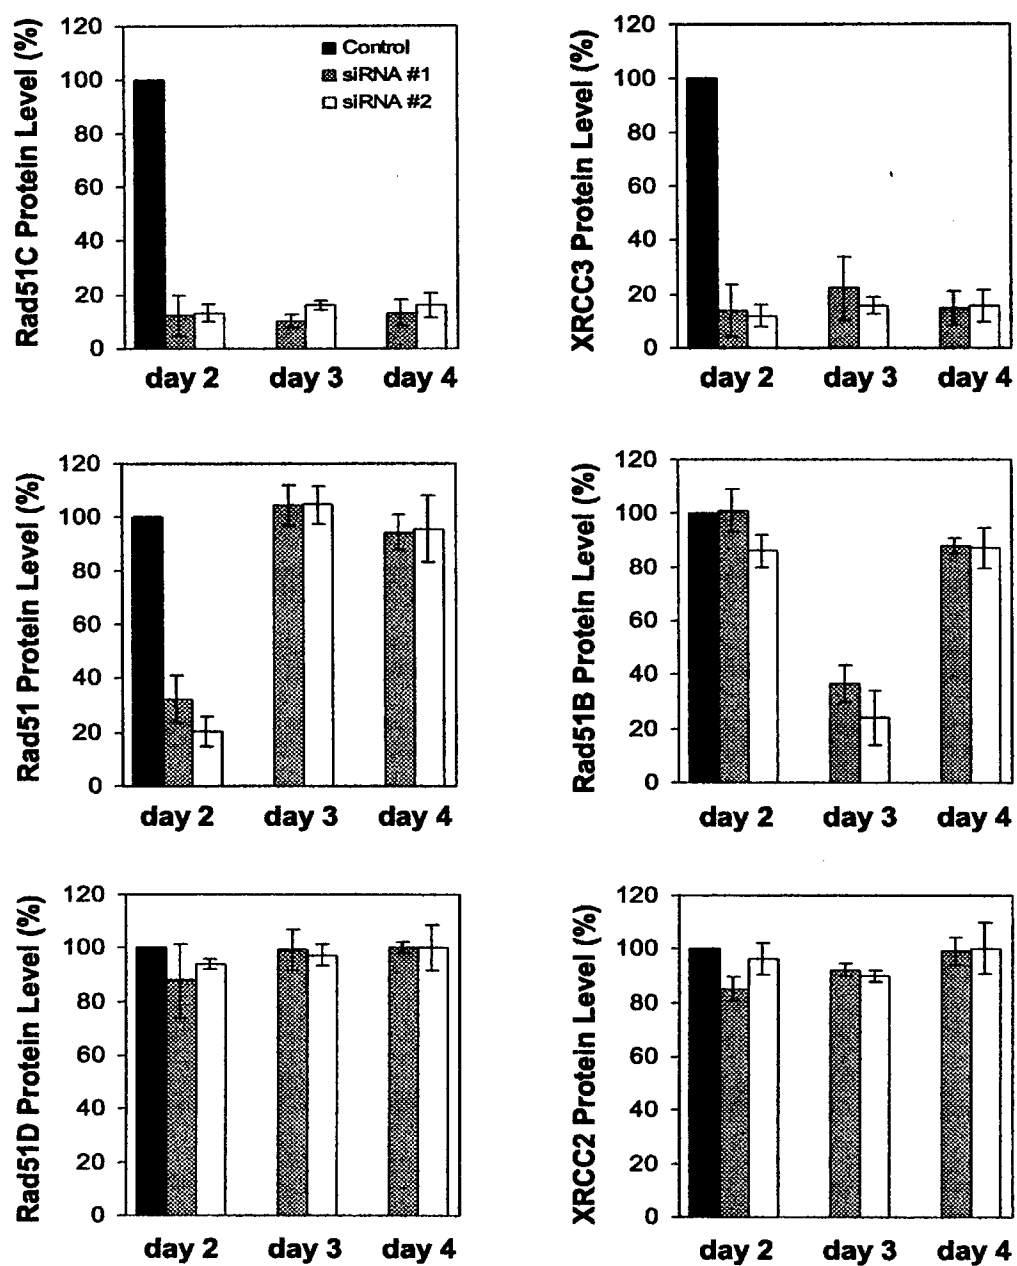 Rad51C Protein Level (%)
120
100
80
60
40
20
0
Control
siRNA #1
siRNA #2
day 2 day 3 day 4
XRCC3 Protein Level (%)
120
100
80
60
40
20
0
day 2 day 3 day 4
Rad51 Protein Level (%)
120
100
80
60
40
20
0
day 2 day 3 day 4
Rad51B Protein Level (%)
120
100
80
60
40
20
0
day 2 day 3 day 4
Rad51D Protein Level (%)
120
100
80
60
40
20
0
day 2 day 3 day 4
XRCC2 Protein Level (%)
120
100
80
60
40
20
0
day 2 day 3 day 4